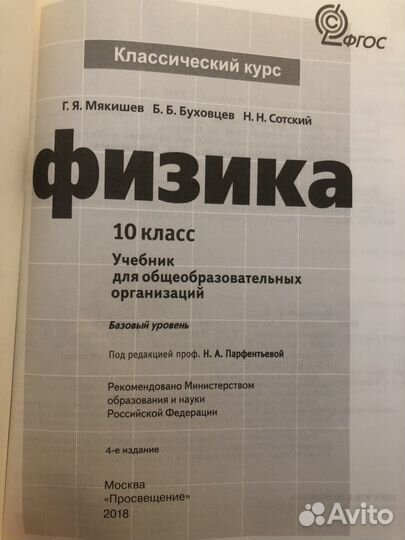 ФГОС
Классический курс
Г. Я. Мякишев Б. Б. Буховцев Н. Н. Сотский
физика
10 класс
Учебник
для общеобразовательных
организаций
Базовый уровень
Под редакцией проф. Н. А. Парфентьевой
Рекомендовано Министерством
образования и науки
Российской Федерации
4-е издание
Москва
«Просвещение»
2018
Avito